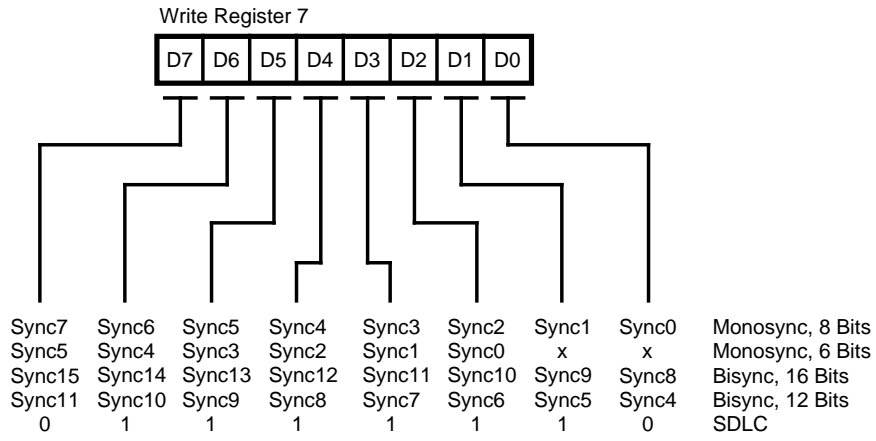 Write Register 7
D7 D6 D5 D4 D3 D2 D1 D0
Sync7 Sync6 Sync5 Sync4 Sync3 Sync2 Sync1 Sync0 Monosync, 8 Bits
Sync5 Sync4 Sync3 Sync2 Sync1 Sync0 x x Monosync, 6 Bits
Sync15 Sync14 Sync13 Sync12 Sync11 Sync10 Sync9 Sync8 Bisync, 16 Bits
Sync11 Sync10 Sync9 Sync8 Sync7 Sync6 Sync5 Sync4 Bisync, 12 Bits
0 1 1 1 1 1 1 0 SDLC